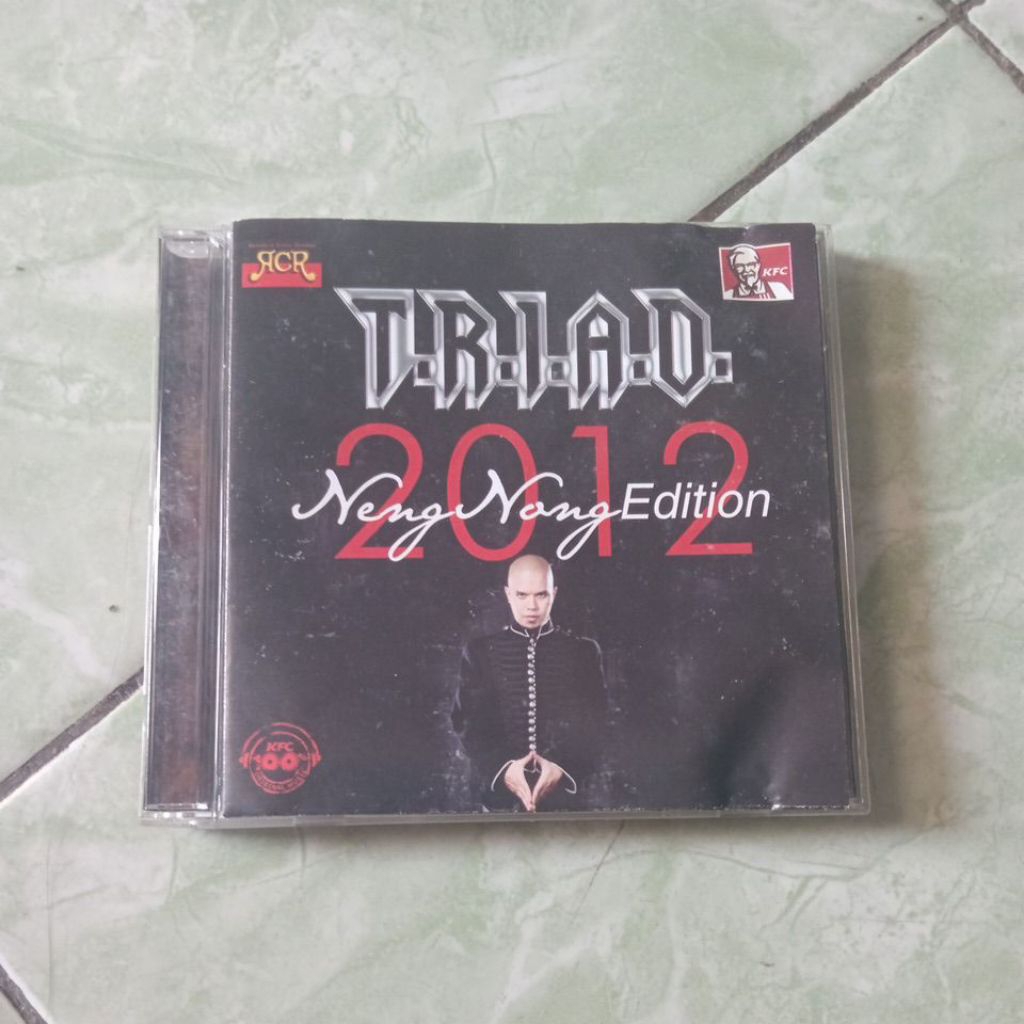 RCR
KFC
T.R.I.A.D.
2012
Neng Nong Edition
KFC